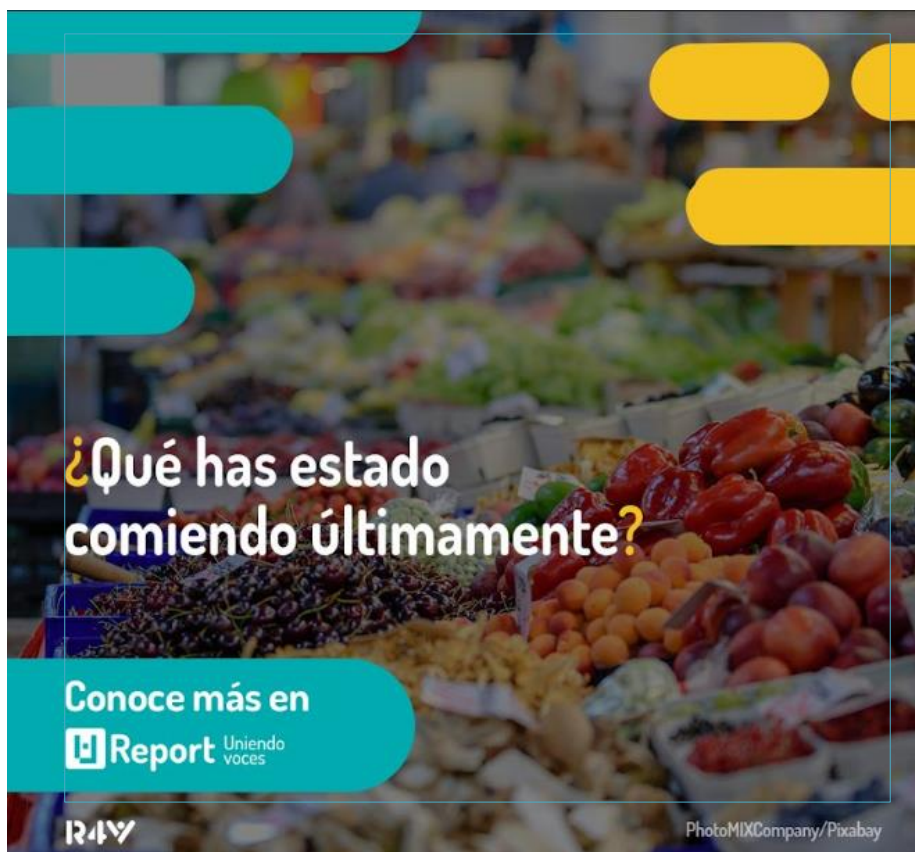 ¿Qué has estado
comiendo últimamente?
Conoce más en
U Report Uniendo
voces
R4V
PhotoMIXCompany/Pixabay